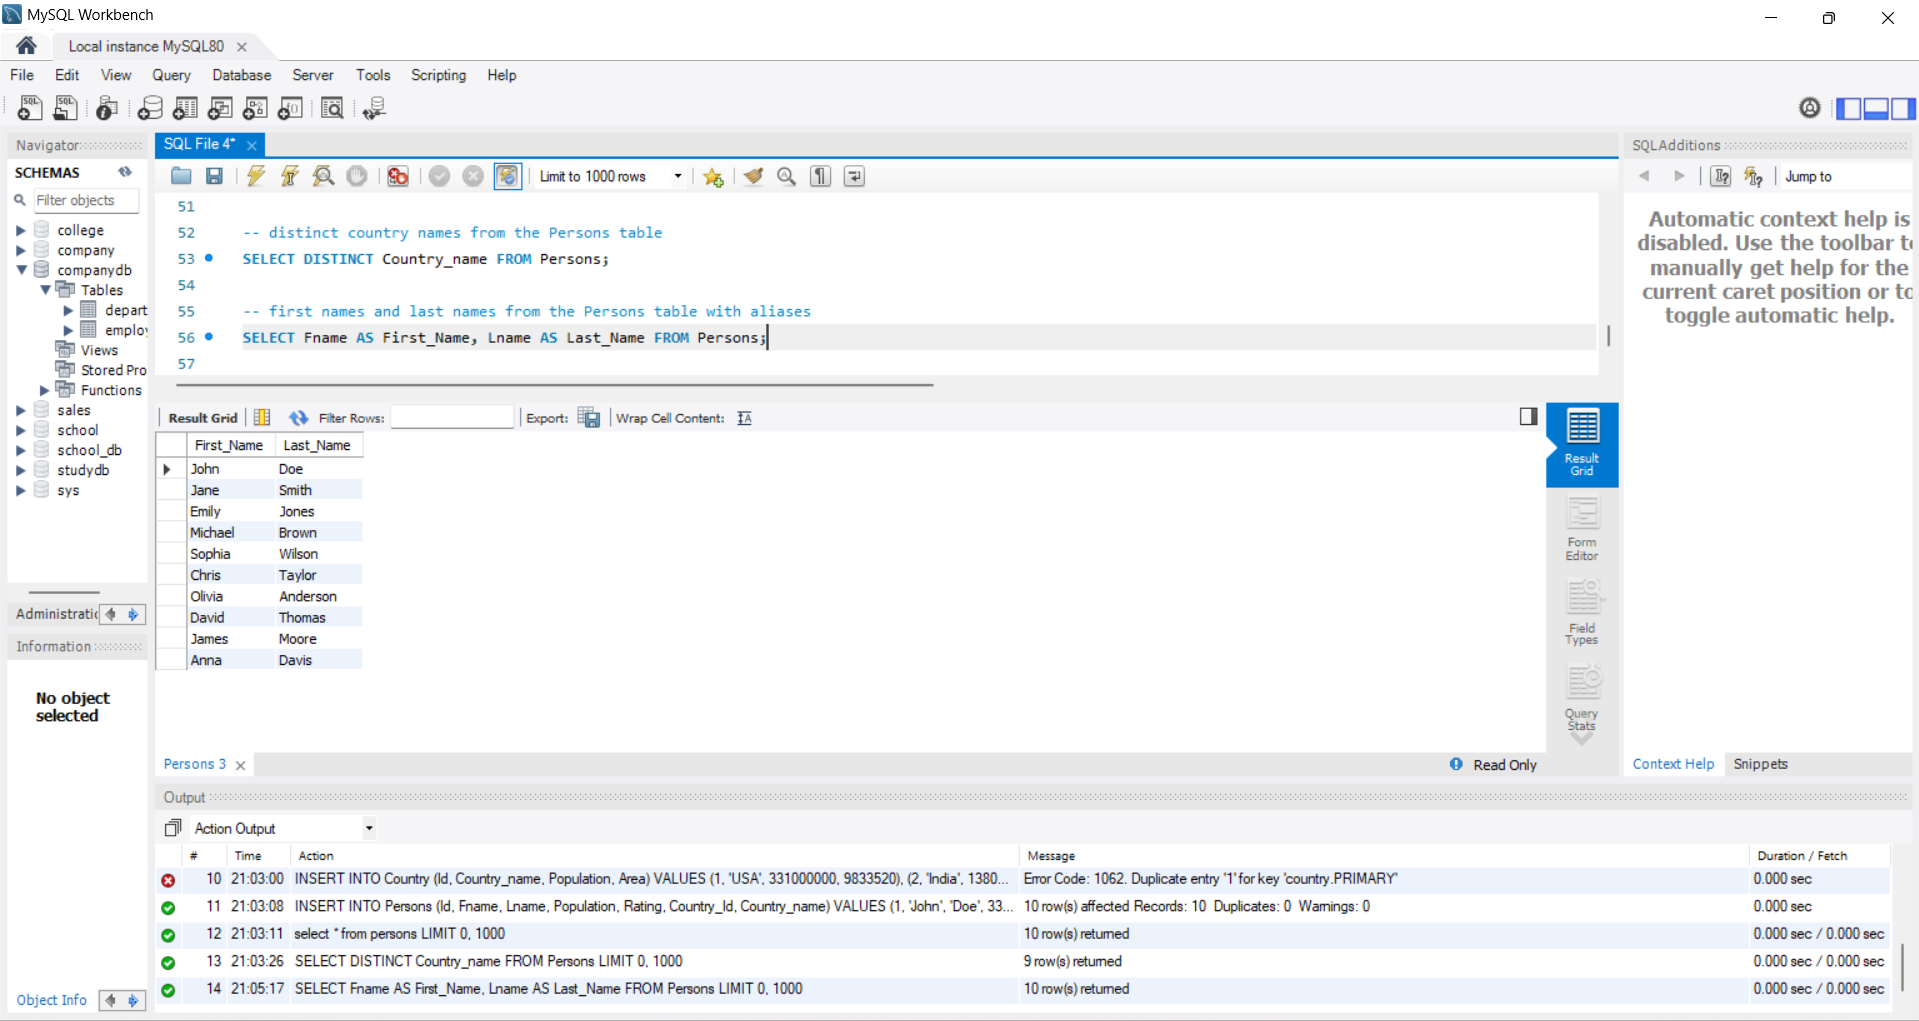 MySQL Workbench
Local instance MySQL80
File Edit View Query Database Server Tools Scripting Help
Navigator
SCHEMAS
Filter objects
college
company
companydb
Tables
depart
employ
Views
Stored Pro
Functions
sales
school
school_db
studydb
sys
Administratic
Information
No object
selected
Object Info
SQL File 4*
Limit to 1000 rows
51
52 -- distinct country names from the Persons table
53 SELECT DISTINCT Country_name FROM Persons;
54
55 -- first names and last names from the Persons table with aliases
56 SELECT Fname AS First_Name, Lname AS Last_Name FROM Persons;
57
Result Grid Filter Rows: Export: Wrap Cell Content:
First_Name Last_Name
John Doe
Jane Smith
Emily Jones
Michael Brown
Sophia Wilson
Chris Taylor
Olivia Anderson
David Thomas
James Moore
Anna Davis
Result
Grid
Form
Editor
Field
Types
Query
Stats
Persons 3
Read Only
SQLAdditions
Jump to
Automatic context help is
disabled. Use the toolbar t
manually get help for the
current caret position or to
toggle automatic help.
Context Help Snippets
Output
Action Output
# Time Action Message Duration / Fetch
10 21:03:00 INSERT INTO Country (Id, Country_name, Population, Area) VALUES (1, 'USA', 331000000, 9833520), (2, 'India', 1380... Error Code: 1062. Duplicate entry '1' for key 'country.PRIMARY' 0.000 sec
11 21:03:08 INSERT INTO Persons (Id, Fname, Lname, Population, Rating, Country_Id, Country_name) VALUES (1, 'John', 'Doe', 33... 10 row(s) affected Records: 10 Duplicates: 0 Warnings: 0 0.000 sec
12 21:03:11 select * from persons LIMIT 0, 1000 10 row(s) returned 0.000 sec / 0.000 sec
13 21:03:26 SELECT DISTINCT Country_name FROM Persons LIMIT 0, 1000 9 row(s) returned 0.000 sec / 0.000 sec
14 21:05:17 SELECT Fname AS First_Name, Lname AS Last_Name FROM Persons LIMIT 0, 1000 10 row(s) returned 0.000 sec / 0.000 sec